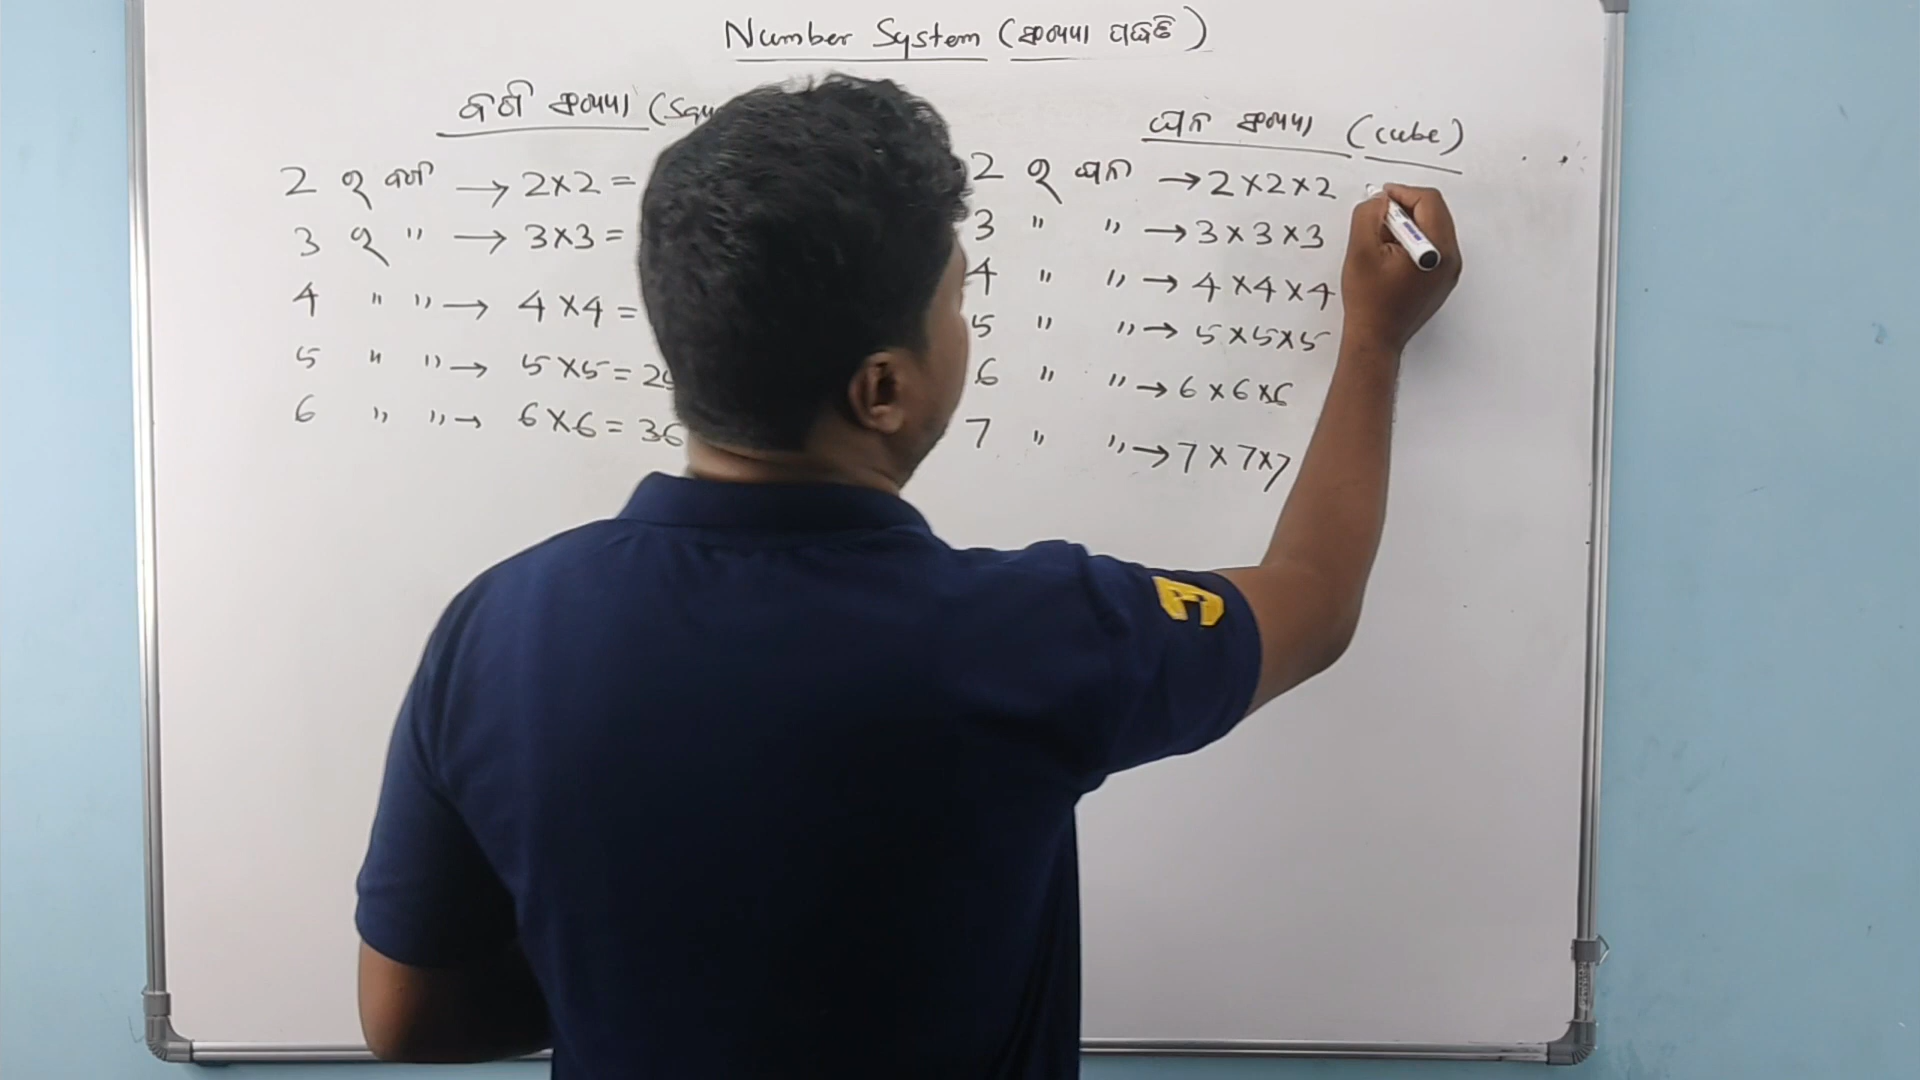 Number System (ସଂଖ୍ୟା ପଦ୍ଧତି)
ବର୍ଗ ସଂଖ୍ୟା (Squ
2 ର ବର୍ଗ → 2×2 =
3 ର " → 3×3 =
4 " " → 4×4 =
5 " " → 5×5 = 25
6 " " → 6×6 = 36
ଘନ ସଂଖ୍ୟା (cube)
2 ର ଘନ → 2×2×2
3 " " → 3×3×3
4 " " → 4×4×4
5 " " → 5×5×5
6 " " → 6×6×6
7 " " → 7×7×7